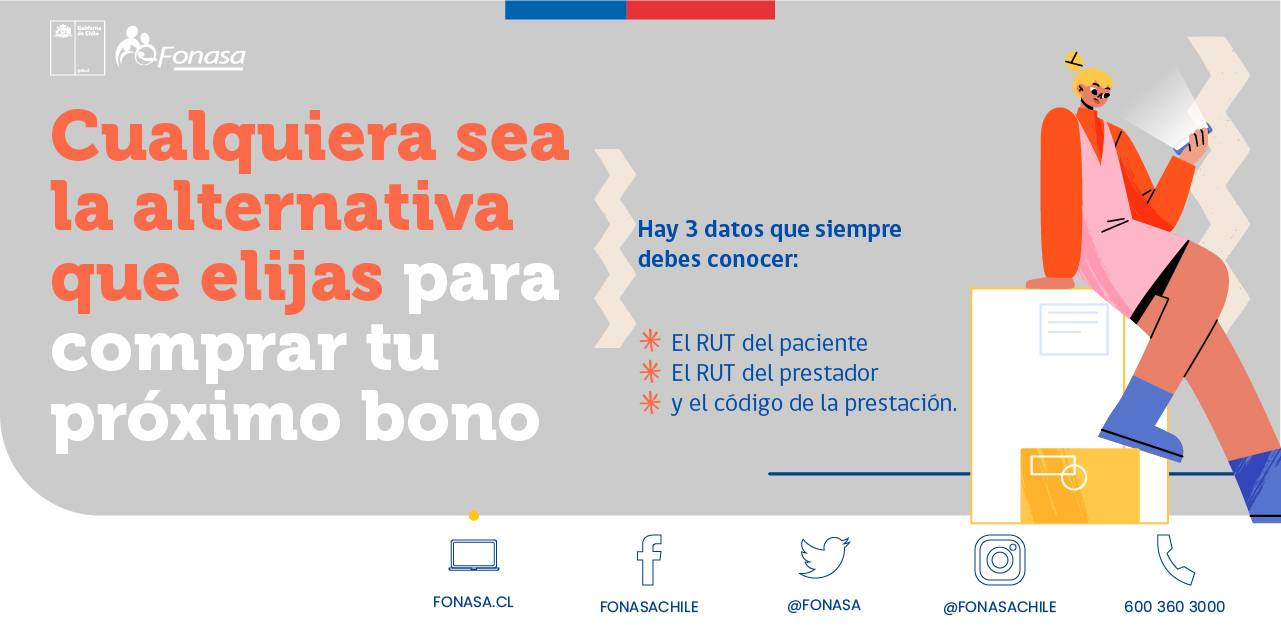 Gobierno
de Chile
Fonasa
Cualquiera sea
la alternativa
que elijas para
comprar tu
próximo bono
Hay 3 datos que siempre
debes conocer:
El RUT del paciente
El RUT del prestador
y el código de la prestación.
FONASA.CL
FONASACHILE
@FONASA
@FONASACHILE
600 360 3000